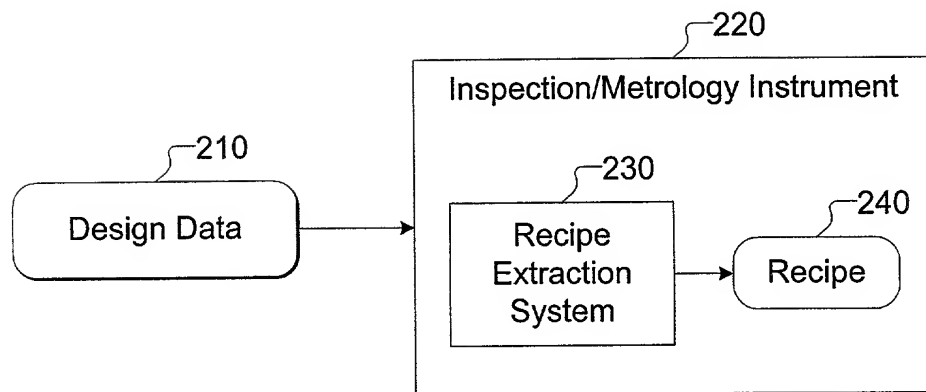 220
Inspection/Metrology Instrument
210
Design Data
230
Recipe
Extraction
System
240
Recipe